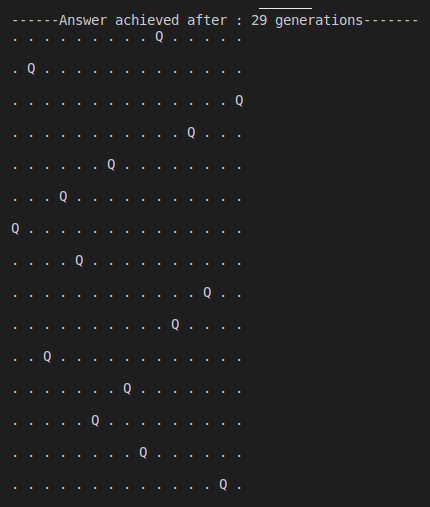 ------Answer achieved after : 29 generations-------
. . . . . . . . . Q . . . . .
. Q . . . . . . . . . . . . .
. . . . . . . . . . . . . . Q
. . . . . . . . . . . Q . . .
. . . . . . Q . . . . . . . .
. . . Q . . . . . . . . . . .
Q . . . . . . . . . . . . . .
. . . . Q . . . . . . . . . .
. . . . . . . . . . . . Q . .
. . . . . . . . . . Q . . . .
. . Q . . . . . . . . . . . .
. . . . . . . Q . . . . . . .
. . . . . Q . . . . . . . . .
. . . . . . . . Q . . . . . .
. . . . . . . . . . . . . Q .